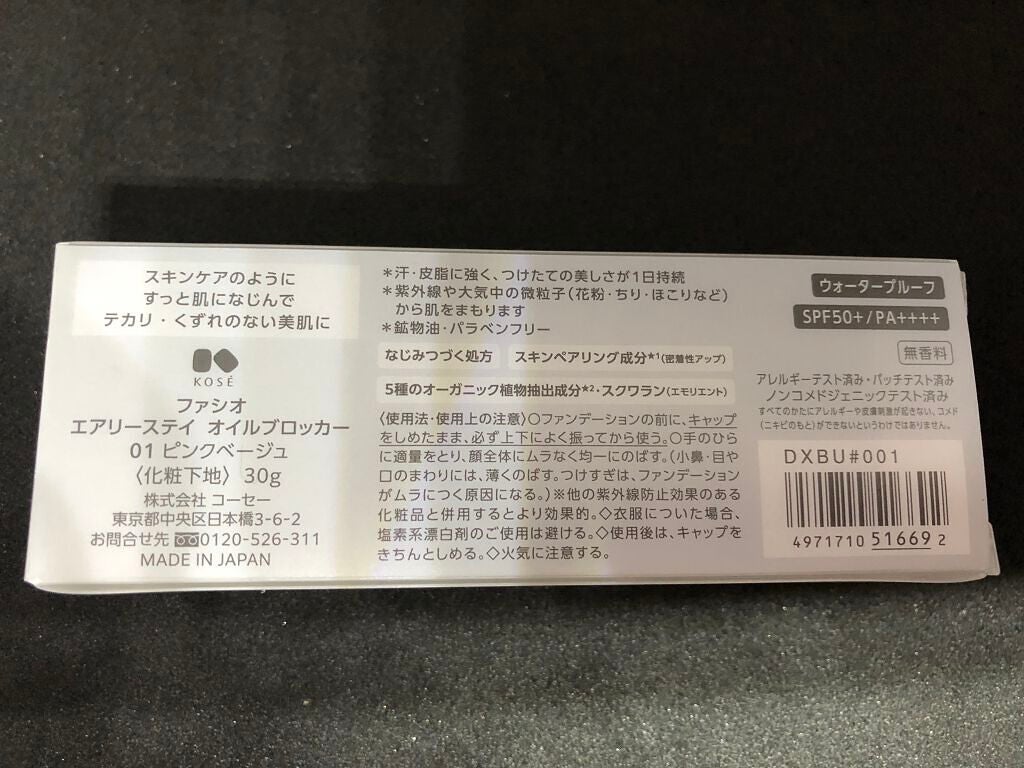 スキンケアのように
すっと肌になじんで
テカリ・くずれのない美肌に
KOSÉ
ファシオ
エアリーステイ オイルブロッカー
01 ピンクベージュ
〈化粧下地〉 30g
株式会社 コーセー
東京都中央区日本橋3-6-2
お問合せ先 0120-526-311
MADE IN JAPAN
＊汗・皮脂に強く、つけたての美しさが1日持続
＊紫外線や大気中の微粒子（花粉・ちり・ほこりなど）
から肌をまもります
＊鉱物油・パラベンフリー
なじみつづく処方 スキンペアリング成分*1（密着性アップ）
5種のオーガニック植物抽出成分*2・スクワラン（エモリエント）
〈使用法・使用上の注意〉○ファンデーションの前に、キャップ
をしめたまま、必ず上下によく振ってから使う。○手のひら
に適量をとり、顔全体にムラなく均一にのばす。（小鼻・目や
口のまわりには、薄くのばす。つけすぎは、ファンデーション
がムラにつく原因になる。）※他の紫外線防止効果のある
化粧品と併用するとより効果的。◇衣服についた場合、
塩素系漂白剤のご使用は避ける。◇使用後は、キャップを
きちんとしめる。◇火気に注意する。
ウォータープルーフ
SPF50+/PA++++
無香料
アレルギーテスト済み・パッチテスト済み
ノンコメドジェニックテスト済み
すべてのかたにアレルギーや皮膚刺激が起きない、コメド
（ニキビのもと）ができないというわけではありません。
DXBU#001
4971710 516692